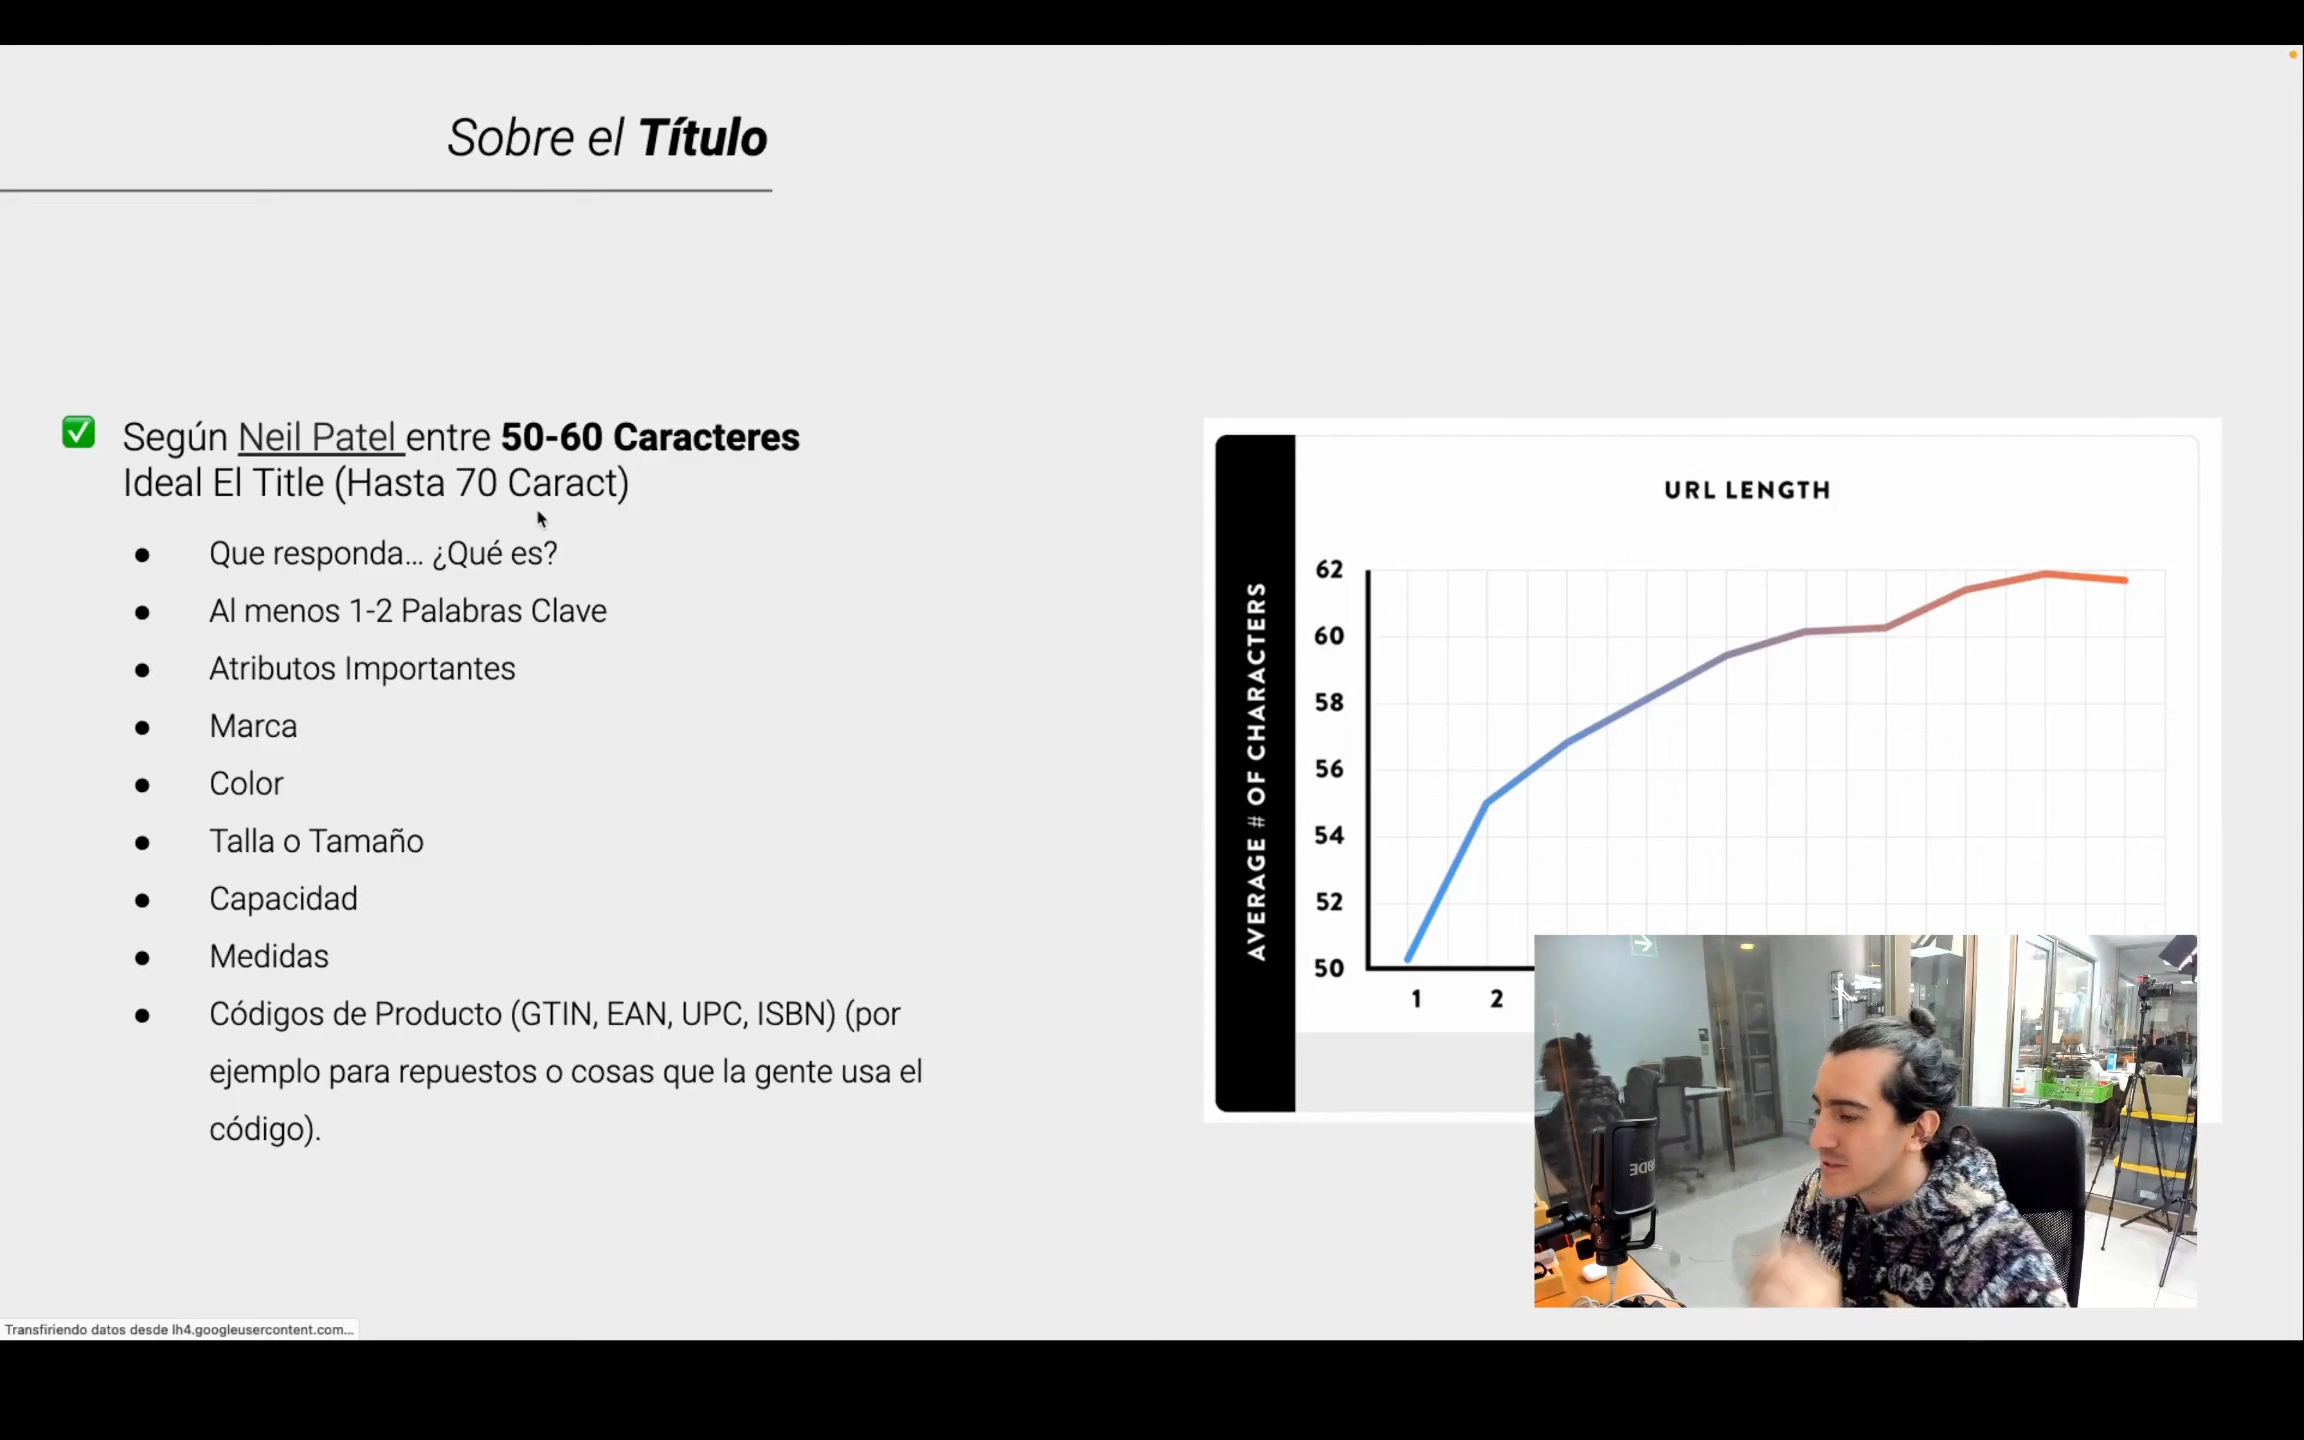 Sobre el Título
✅ Según Neil Patel entre 50-60 Caracteres
Ideal El Title (Hasta 70 Caract)
● Que responda... ¿Qué es?
● Al menos 1-2 Palabras Clave
● Atributos Importantes
● Marca
● Color
● Talla o Tamaño
● Capacidad
● Medidas
● Códigos de Producto (GTIN, EAN, UPC, ISBN) (por
ejemplo para repuestos o cosas que la gente usa el
código).
URL LENGTH
AVERAGE # OF CHARACTERS
62
60
58
56
54
52
50
1 2
RØDE
Transfiriendo datos desde lh4.googleusercontent.com...